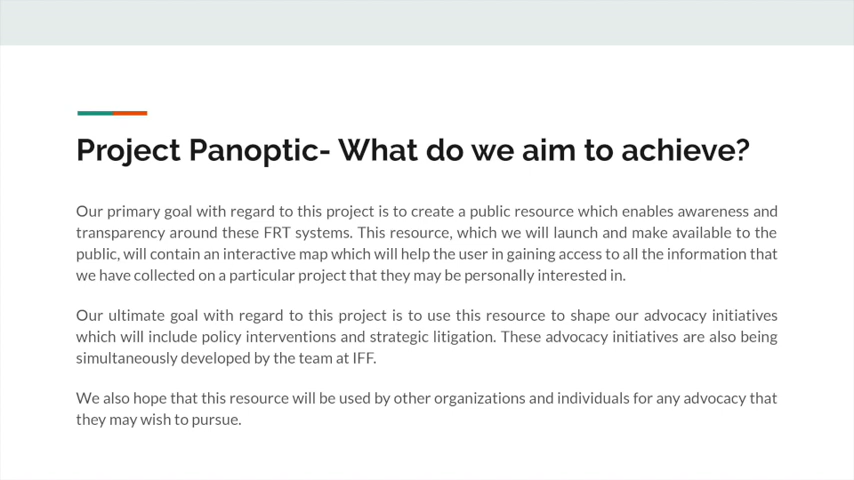 Project Panoptic- What do we aim to achieve?
Our primary goal with regard to this project is to create a public resource which enables awareness and
transparency around these FRT systems. This resource, which we will launch and make available to the
public, will contain an interactive map which will help the user in gaining access to all the information that
we have collected on a particular project that they may be personally interested in.
Our ultimate goal with regard to this project is to use this resource to shape our advocacy initiatives
which will include policy interventions and strategic litigation. These advocacy initiatives are also being
simultaneously developed by the team at IFF.
We also hope that this resource will be used by other organizations and individuals for any advocacy that
they may wish to pursue.